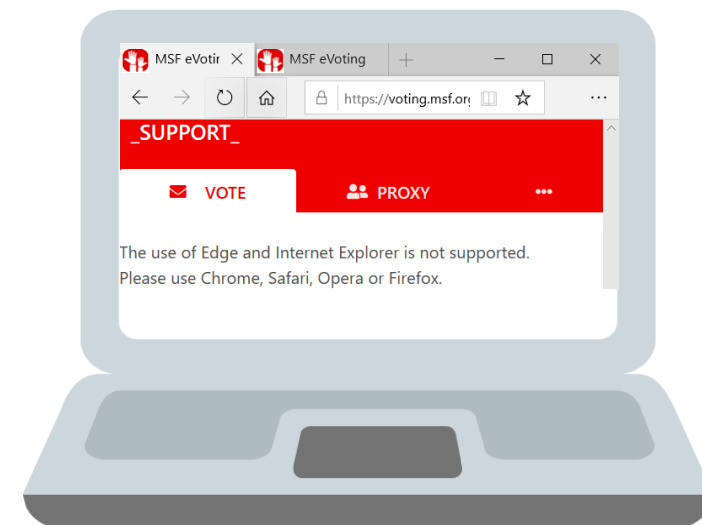 MSF eVotir
MSF eVoting
https://voting.msf.org
_SUPPORT_
VOTE
PROXY
The use of Edge and Internet Explorer is not supported.
Please use Chrome, Safari, Opera or Firefox.